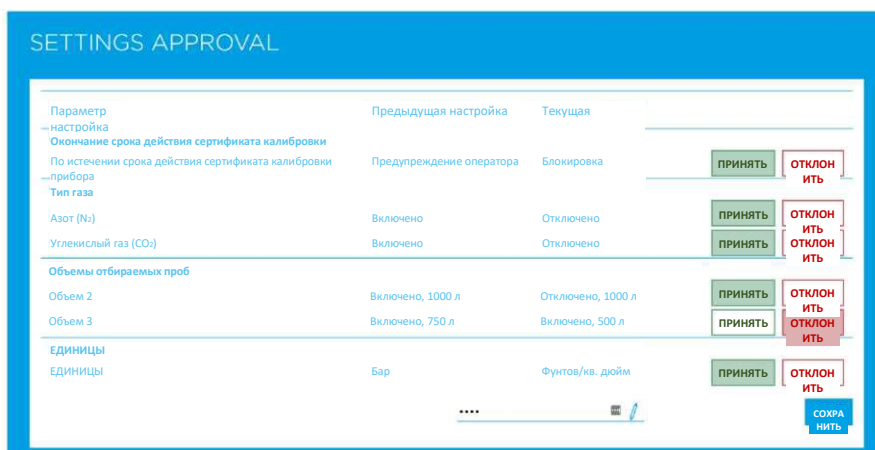 SETTINGS APPROVAL
Параметр Предыдущая настройка Текущая
настройка
Окончание срока действия сертификата калибровки
По истечении срока действия сертификата калибровки Предупреждение оператора Блокировка ПРИНЯТЬ ОТКЛОН
прибора ИТЬ
Тип газа
Азот (N₂) Включено Отключено ПРИНЯТЬ ОТКЛОН
ИТЬ
Углекислый газ (CO₂) Включено Отключено ПРИНЯТЬ ОТКЛОН
ИТЬ
Объемы отбираемых проб
Объем 2 Включено, 1000 л Отключено, 1000 л ПРИНЯТЬ ОТКЛОН
ИТЬ
Объем 3 Включено, 750 л Включено, 500 л ПРИНЯТЬ ОТКЛОН
ИТЬ
ЕДИНИЦЫ
ЕДИНИЦЫ Бар Фунтов/кв. дюйм ПРИНЯТЬ ОТКЛОН
ИТЬ
••••
СОХРА
НИТЬ